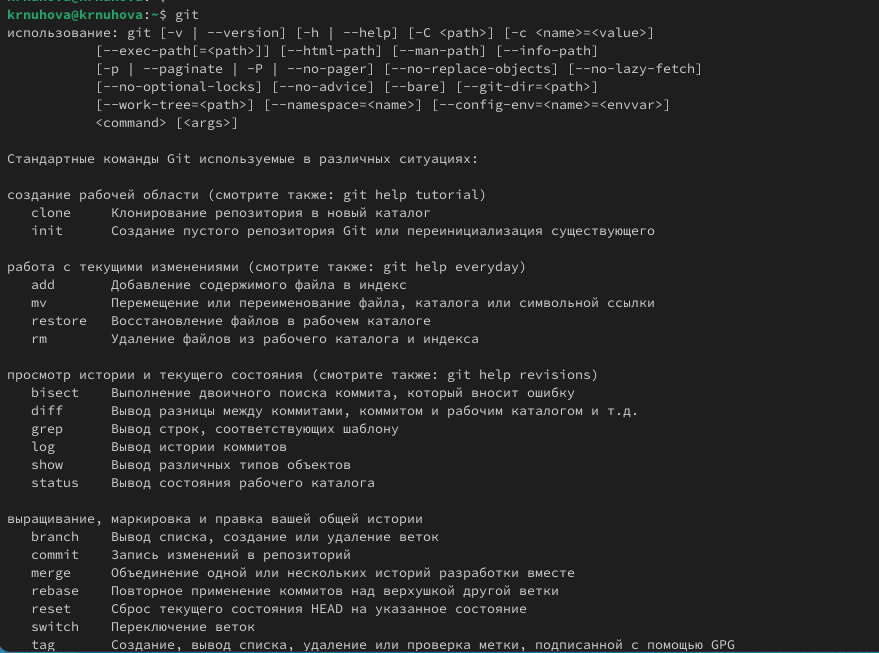 krnuhova@krnuhova:~$ git
использование: git [-v | --version] [-h | --help] [-C <path>] [-c <name>=<value>]
           [--exec-path[=<path>]] [--html-path] [--man-path] [--info-path]
           [-p | --paginate | -P | --no-pager] [--no-replace-objects] [--no-lazy-fetch]
           [--no-optional-locks] [--no-advice] [--bare] [--git-dir=<path>]
           [--work-tree=<path>] [--namespace=<name>] [--config-env=<name>=<envvar>]
           <command> [<args>]

Стандартные команды Git используемые в различных ситуациях:

создание рабочей области (смотрите также: git help tutorial)
   clone     Клонирование репозитория в новый каталог
   init      Создание пустого репозитория Git или переинициализация существующего

работа с текущими изменениями (смотрите также: git help everyday)
   add       Добавление содержимого файла в индекс
   mv        Перемещение или переименование файла, каталога или символьной ссылки
   restore   Восстановление файлов в рабочем каталоге
   rm        Удаление файлов из рабочего каталога и индекса

просмотр истории и текущего состояния (смотрите также: git help revisions)
   bisect    Выполнение двоичного поиска коммита, который вносит ошибку
   diff      Вывод разницы между коммитами, коммитом и рабочим каталогом и т.д.
   grep      Вывод строк, соответствующих шаблону
   log       Вывод истории коммитов
   show      Вывод различных типов объектов
   status    Вывод состояния рабочего каталога

выращивание, маркировка и правка вашей общей истории
   branch    Вывод списка, создание или удаление веток
   commit    Запись изменений в репозиторий
   merge     Объединение одной или нескольких историй разработки вместе
   rebase    Повторное применение коммитов над верхушкой другой ветки
   reset     Сброс текущего состояния HEAD на указанное состояние
   switch    Переключение веток
   tag       Создание, вывод списка, удаление или проверка метки, подписанной с помощью GPG